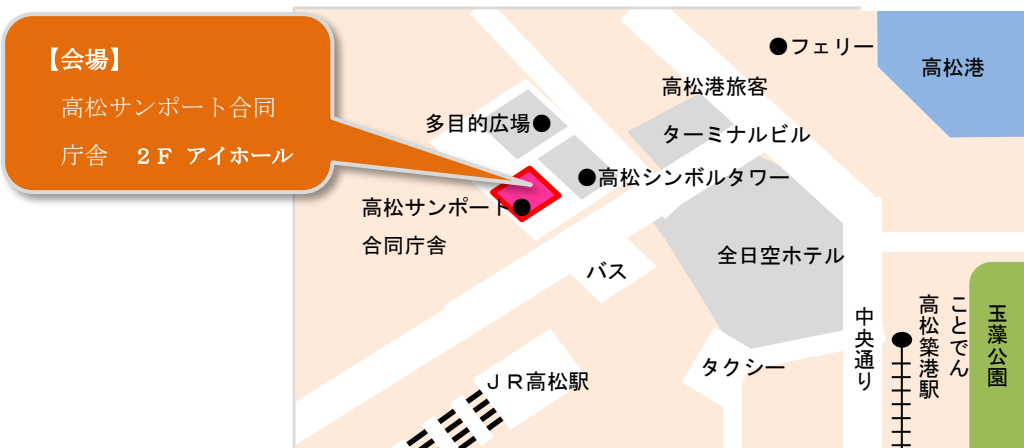 【会場】
高松サンポート合同
庁舎　２Ｆ アイホール
●フェリー
高松港
高松港旅客
ターミナルビル
多目的広場●
●高松シンボルタワー
高松サンポート●
合同庁舎
全日空ホテル
バス
中央通り
ことでん
高松築港駅
玉藻公園
タクシー
ＪＲ高松駅